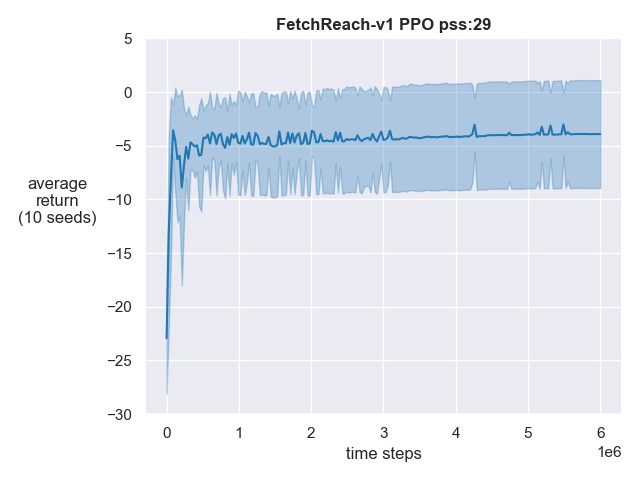 FetchReach-v1 PPO pss:29
5
0
−5
−10
−15
−20
−25
−30
average
return
(10 seeds)
0 1 2 3 4 5 6
time steps
1e6